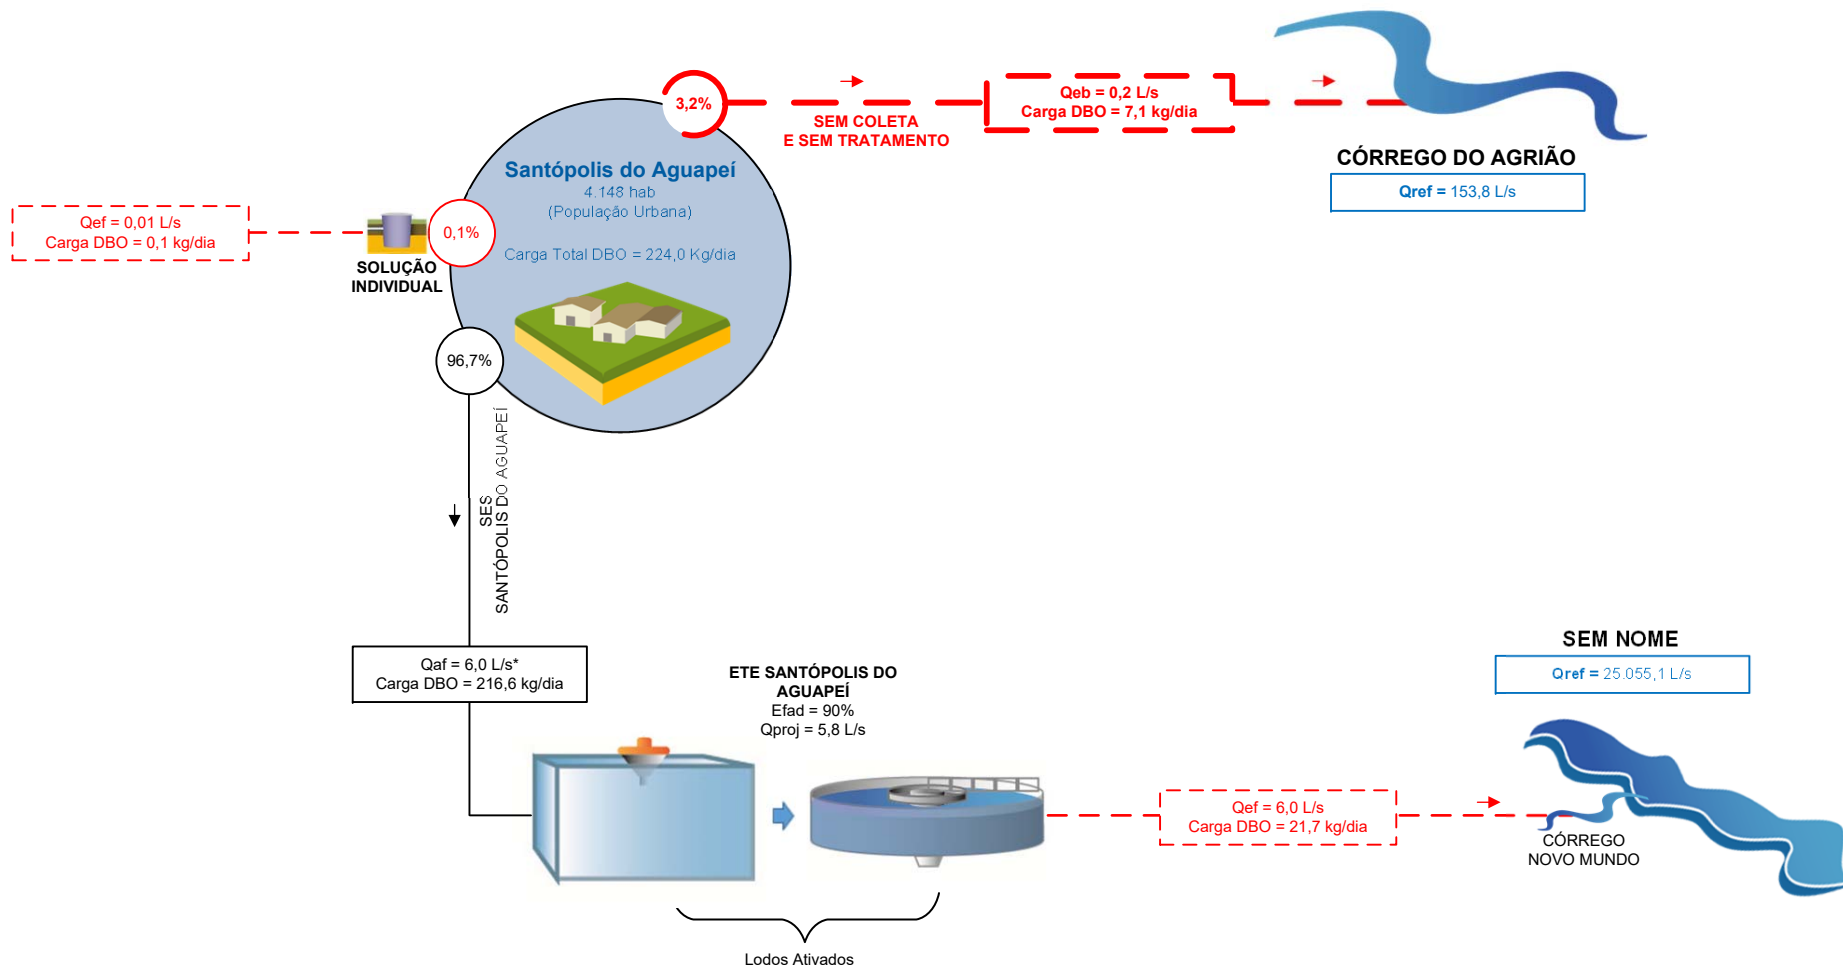 3,2%
SEM COLETA
E SEM TRATAMENTO
Qeb = 0,2 L/s
Carga DBO = 7,1 kg/dia
CÓRREGO DO AGRIÃO
Qref = 153,8 L/s
Santópolis do Aguapeí
4.148 hab
(População Urbana)
Carga Total DBO = 224,0 Kg/dia
Qef = 0,01 L/s
Carga DBO = 0,1 kg/dia
0,1%
SOLUÇÃO
INDIVIDUAL
96,7%
SES
SANTÓPOLIS DO AGUAPEÍ
Qaf = 6,0 L/s*
Carga DBO = 216,6 kg/dia
ETE SANTÓPOLIS DO
AGUAPEÍ
Efad = 90%
Qproj = 5,8 L/s
Lodos Ativados
Qef = 6,0 L/s
Carga DBO = 21,7 kg/dia
SEM NOME
Qref = 25.055,1 L/s
CÓRREGO
NOVO MUNDO